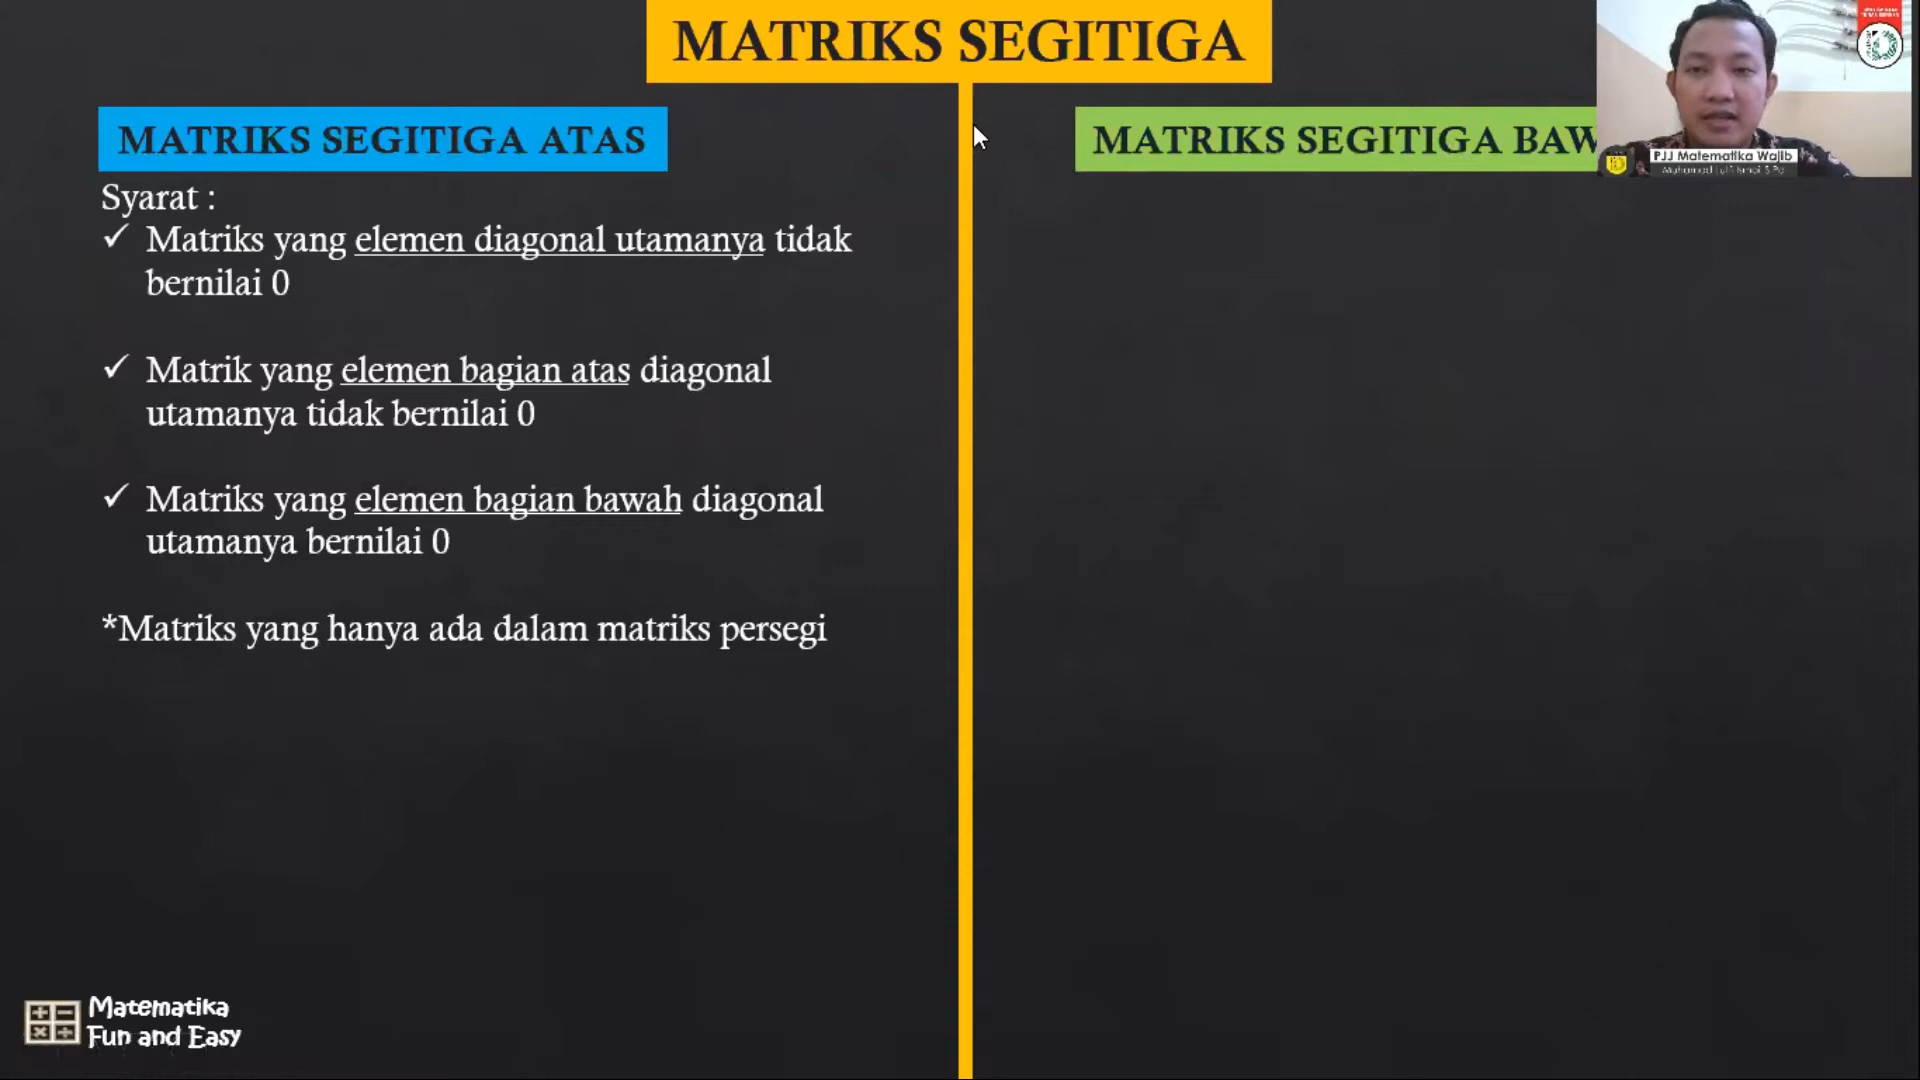 MATRIKS SEGITIGA
MATRIKS SEGITIGA ATAS
Syarat :
✓ Matriks yang elemen diagonal utamanya tidak
bernilai 0
✓ Matrik yang elemen bagian atas diagonal
utamanya tidak bernilai 0
✓ Matriks yang elemen bagian bawah diagonal
utamanya bernilai 0
*Matriks yang hanya ada dalam matriks persegi
MATRIKS SEGITIGA BAW
PJJ Matematika Wajib
Matematika
Fun and Easy